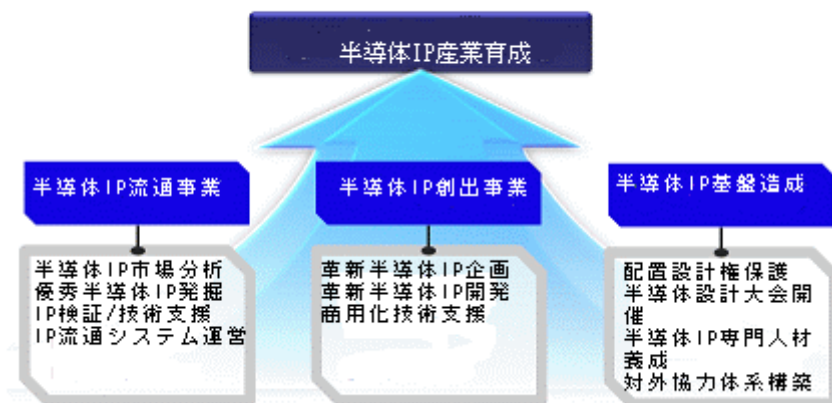 半導体IP産業育成
半導体IP流通事業
半導体IP市場分析
優秀半導体IP発掘
IP検証/技術支援
IP流通システム運営
半導体IP創出事業
革新半導体IP企画
革新半導体IP開発
商用化技術支援
半導体IP基盤造成
配置設計権保護
半導体設計大会開
催
半導体IP専門人材
養成
対外協力体系構築